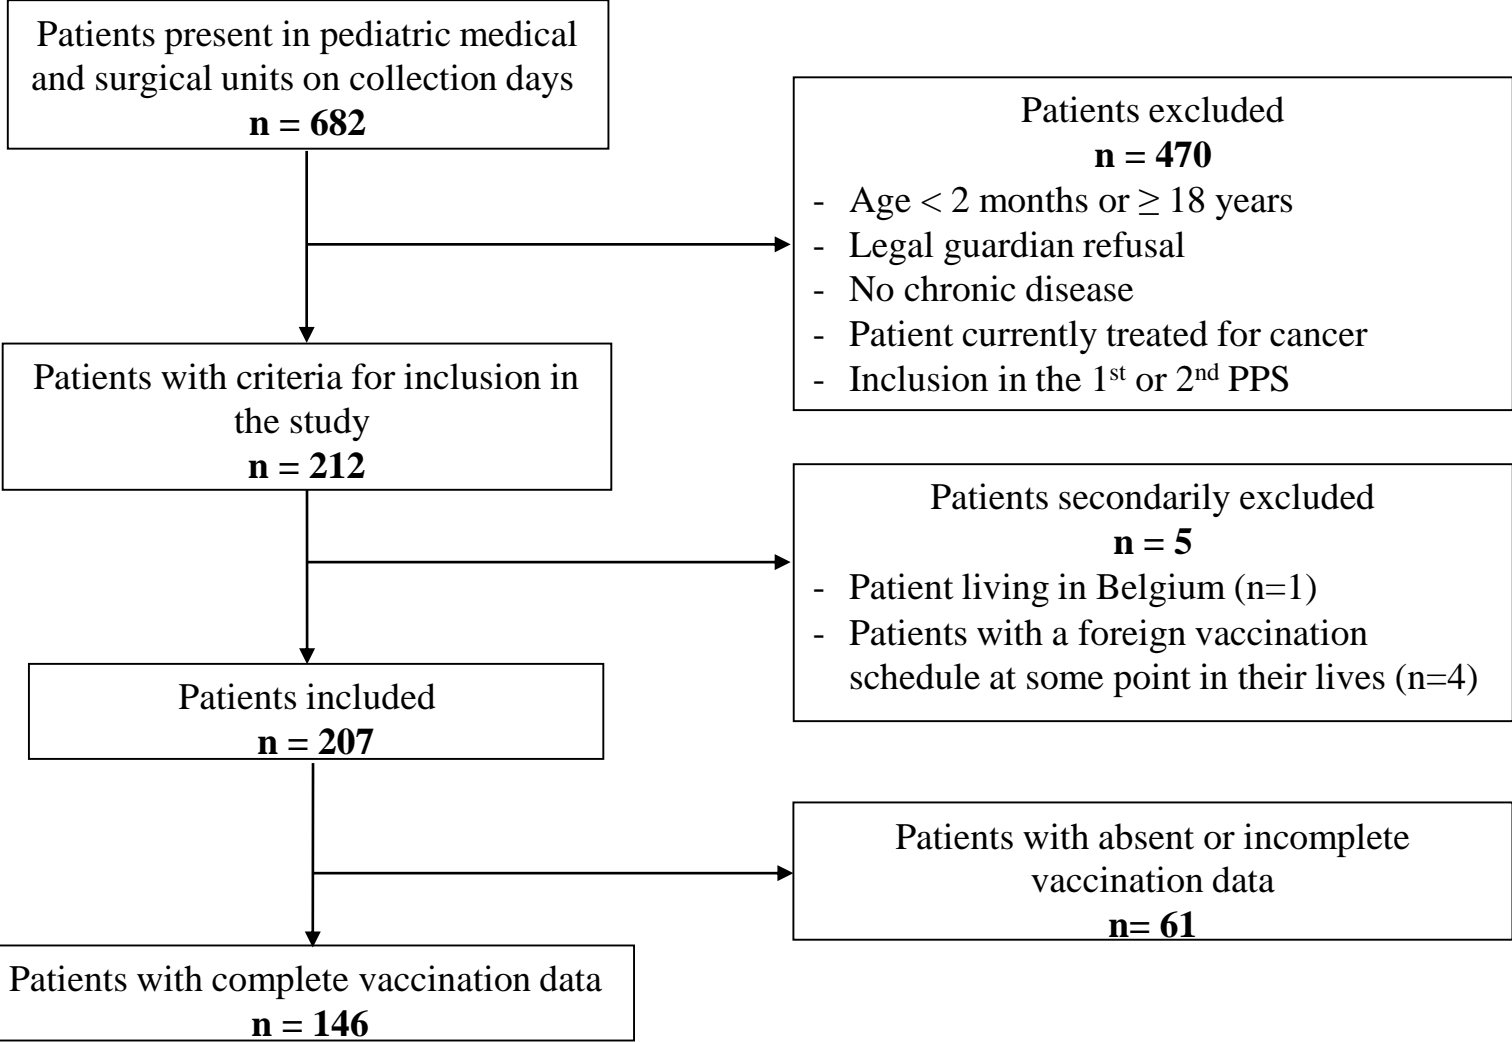 Patients present in pediatric medical
and surgical units on collection days
n = 682
Patients excluded
n = 470
- Age < 2 months or ≥ 18 years
- Legal guardian refusal
- No chronic disease
- Patient currently treated for cancer
- Inclusion in the 1st or 2nd PPS
Patients with criteria for inclusion in
the study
n = 212
Patients secondarily excluded
n = 5
- Patient living in Belgium (n=1)
- Patients with a foreign vaccination
schedule at some point in their lives (n=4)
Patients included
n = 207
Patients with absent or incomplete
vaccination data
n= 61
Patients with complete vaccination data
n = 146